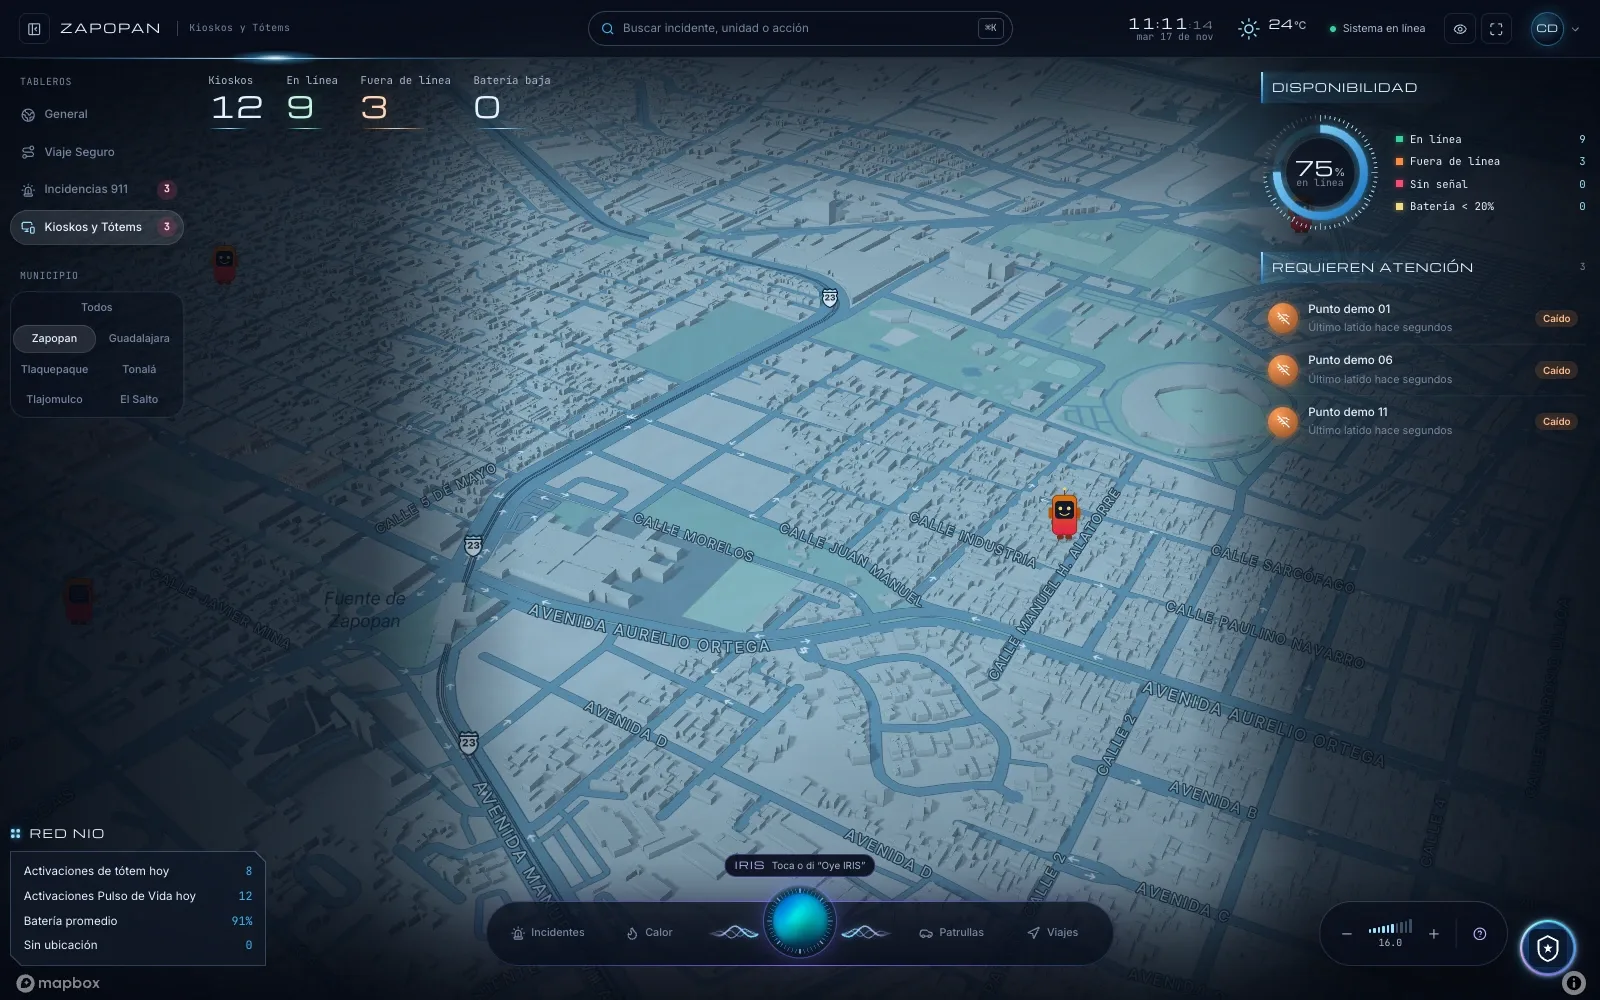 ZAPOPAN
Kioskos y Tótems
Buscar incidente, unidad o acción
⌘K
11:11:14
mar 17 de nov
24°C
Sistema en línea
CD
TABLEROS
General
Viaje Seguro
Incidencias 911
3
Kioskos y Tótems
3
MUNICIPIO
Todos
Zapopan
Guadalajara
Tlaquepaque
Tonalá
Tlajomulco
El Salto
Kioskos
12
En línea
9
Fuera de línea
3
Batería baja
0
DISPONIBILIDAD
75%
en línea
En línea 9
Fuera de línea 3
Sin señal 0
Batería < 20% 0
REQUIEREN ATENCIÓN 3
Punto demo 01
Último latido hace segundos
Caído
Punto demo 06
Último latido hace segundos
Caído
Punto demo 11
Último latido hace segundos
Caído
23
CALLE 5 DE MAYO
23
CALLE MORELOS
CALLE JUAN MANUEL
CALLE INDUSTRIA
CALLE MANUEL H. ALATORRE
CALLE SARCÓFAGO
CALLE PAULINO NAVARRO
CALLE JAVIER MINA
Fuente de
Zapopan
AVENIDA AURELIO ORTEGA
AVENIDA AURELIO ORTEGA
AVENIDA D
23
CALLE 2
AVENIDA B
AVENIDA D
CALLE 2
AVENIDA C
RED NIO
Activaciones de tótem hoy 8
Activaciones Pulso de Vida hoy 12
Batería promedio 91%
Sin ubicación 0
IRIS Toca o di “Oye IRIS”
Incidentes
Calor
Patrullas
Viajes
16.0
mapbox